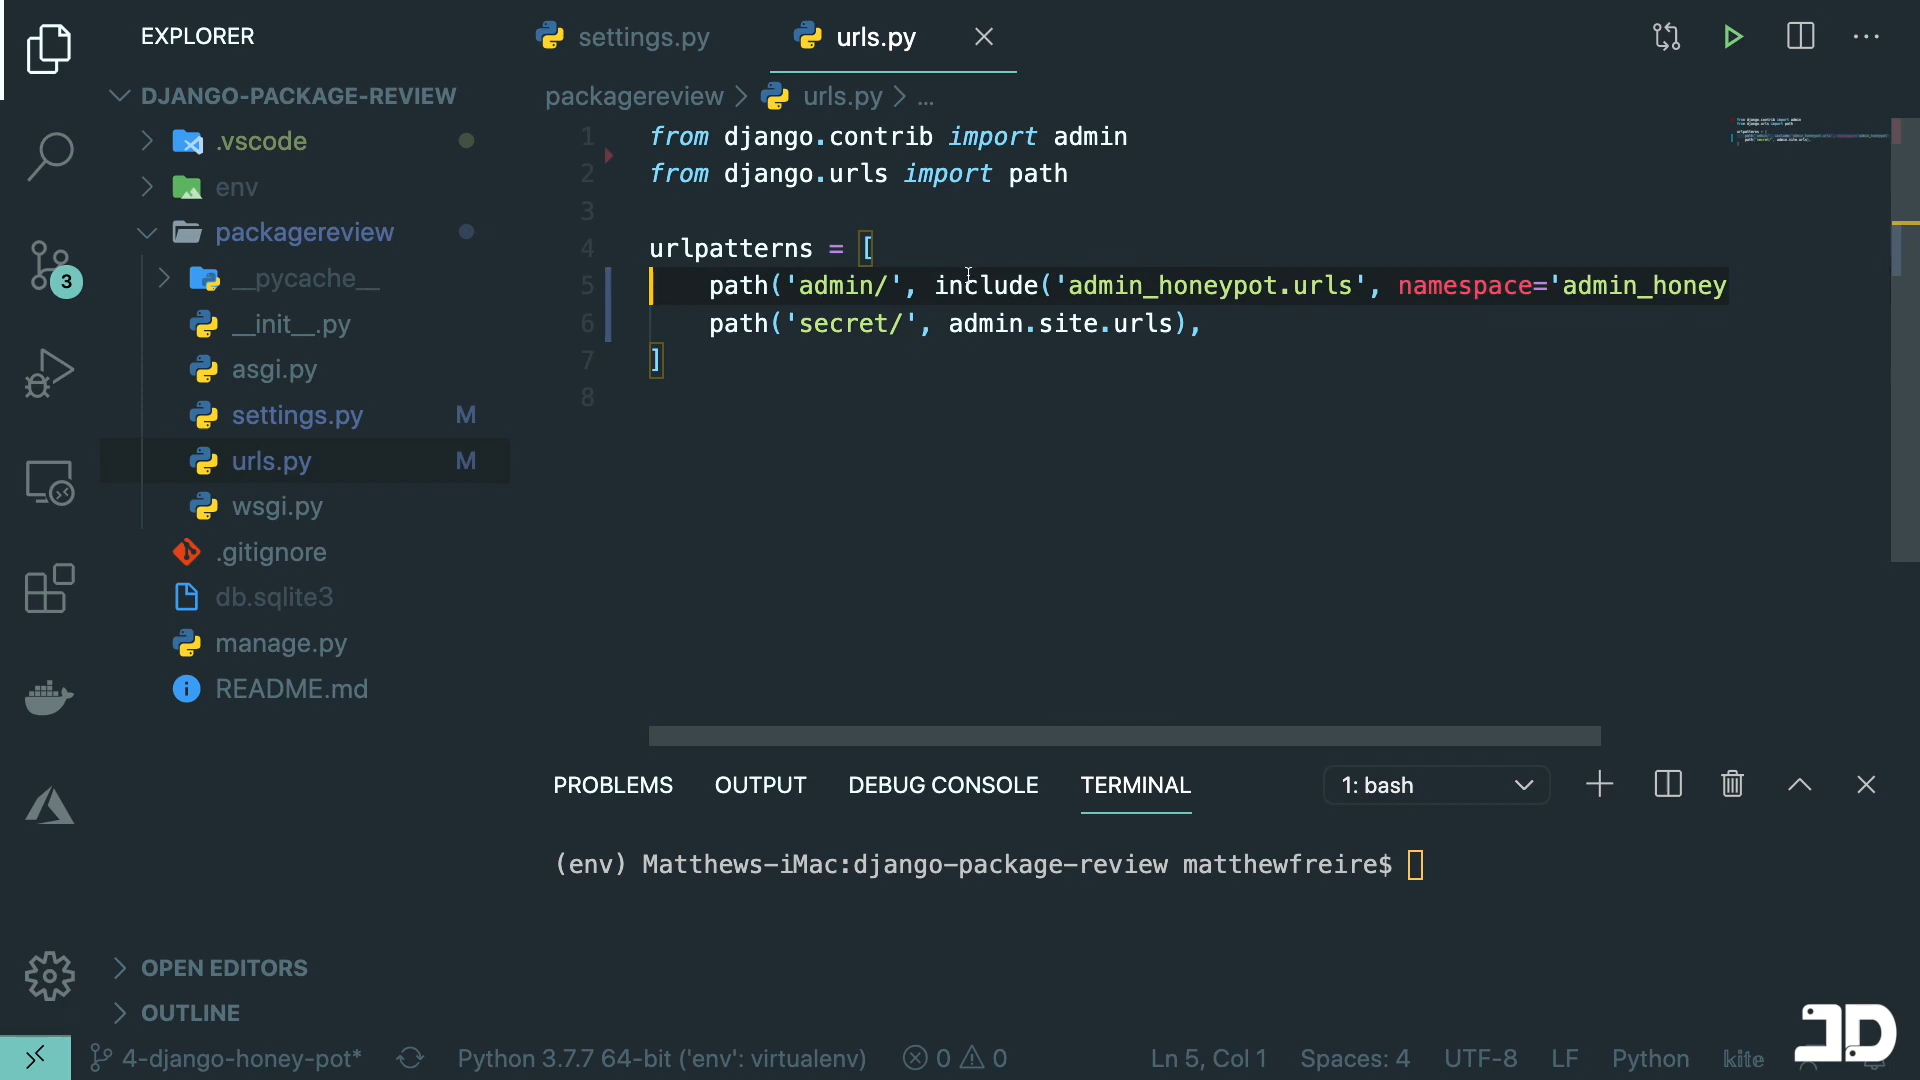 EXPLORER
settings.py
urls.py
DJANGO-PACKAGE-REVIEW
packagereview > urls.py > ...
.vscode
env
packagereview
__pycache__
__init__.py
asgi.py
settings.py M
urls.py M
wsgi.py
.gitignore
db.sqlite3
manage.py
README.md
3
1 from django.contrib import admin
2 from django.urls import path
3
4 urlpatterns = [
5 path('admin/', include('admin_honeypot.urls', namespace='admin_honey
6 path('secret/', admin.site.urls),
7 ]
8
PROBLEMS OUTPUT DEBUG CONSOLE TERMINAL 1: bash
(env) Matthews-iMac:django-package-review matthewfreire$
OPEN EDITORS
OUTLINE
4-django-honey-pot* Python 3.7.7 64-bit ('env': virtualenv) 0 0 Ln 5, Col 1 Spaces: 4 UTF-8 LF Python kite
JD